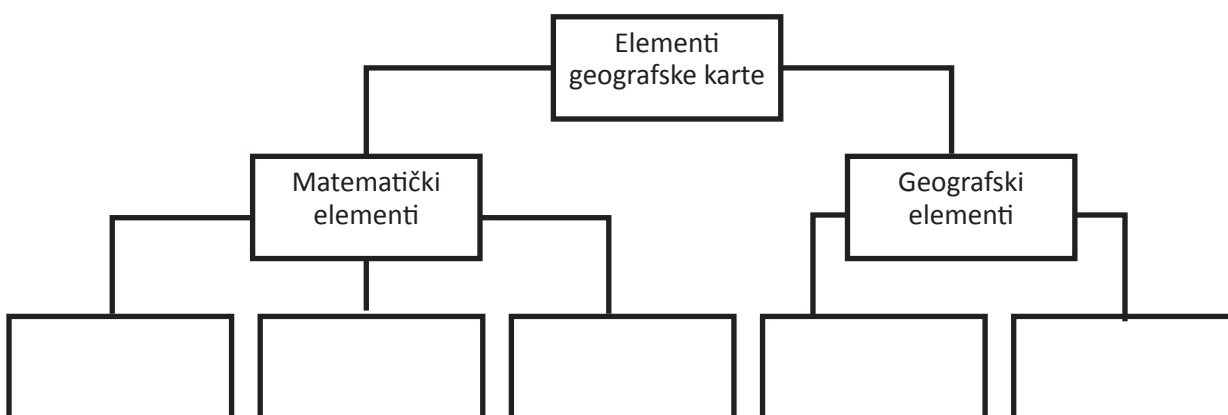 Elementi
geografske karte
Matematički
elementi
Geografski
elementi